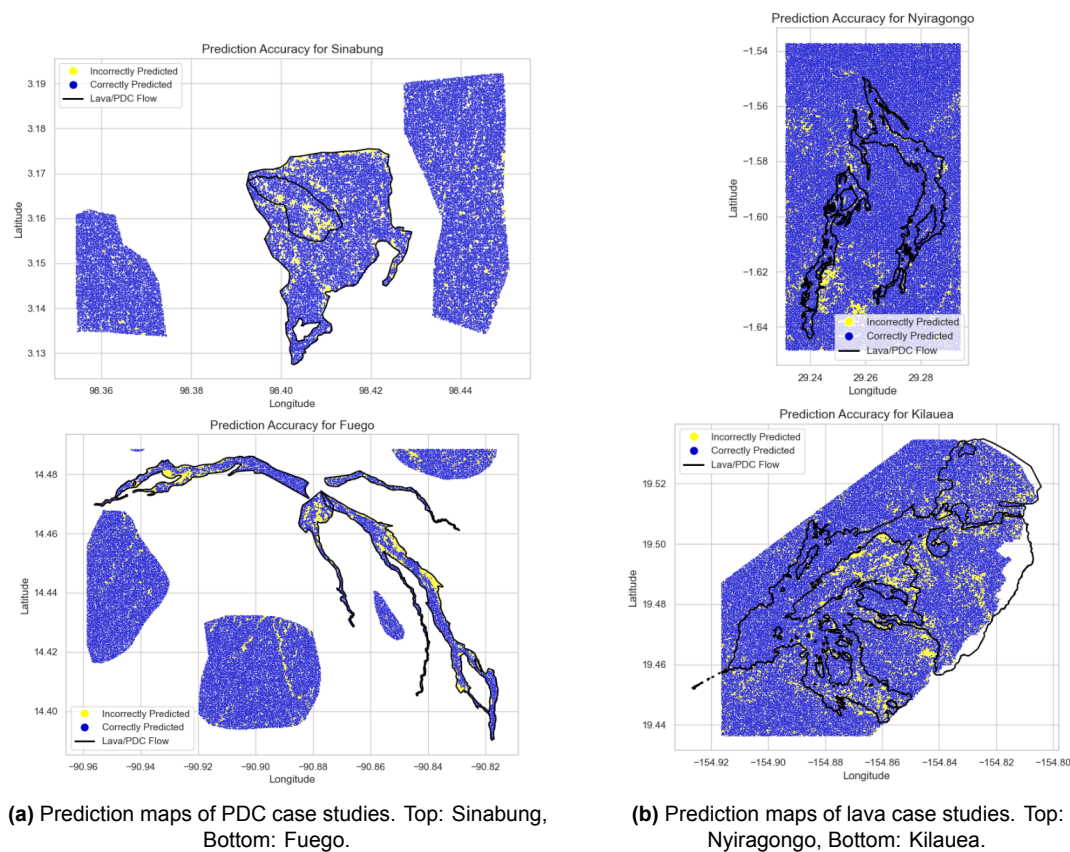 Prediction Accuracy for Sinabung
Incorrectly Predicted
Correctly Predicted
Lava/PDC Flow
3.19
3.18
3.17
3.16
3.15
3.14
3.13
Latitude
98.36
98.38
98.40
98.42
98.44
Longitude
Prediction Accuracy for Fuego
14.48
14.46
14.44
14.42
14.40
Latitude
Incorrectly Predicted
Correctly Predicted
Lava/PDC Flow
−90.96
−90.94
−90.92
−90.90
−90.88
−90.86
−90.84
−90.82
Longitude
(a) Prediction maps of PDC case studies. Top: Sinabung,
Bottom: Fuego.
Prediction Accuracy for Nyiragongo
−1.54
−1.56
−1.58
−1.60
−1.62
−1.64
Latitude
Incorrectly Predicted
Correctly Predicted
Lava/PDC Flow
29.24
29.26
29.28
Longitude
Prediction Accuracy for Kilauea
Incorrectly Predicted
Correctly Predicted
Lava/PDC Flow
19.52
19.50
19.48
19.46
19.44
Latitude
−154.92
−154.90
−154.88
−154.86
−154.84
−154.82
−154.80
Longitude
(b) Prediction maps of lava case studies. Top:
Nyiragongo, Bottom: Kilauea.